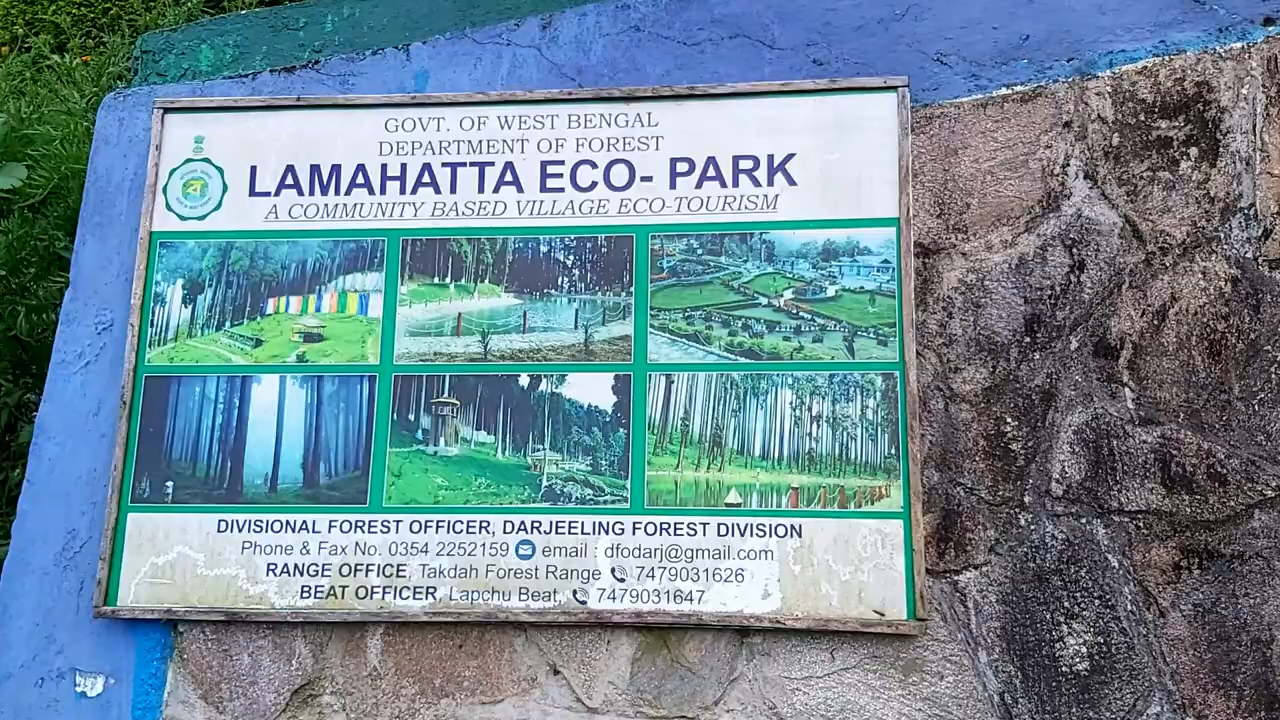 GOVT. OF WEST BENGAL
DEPARTMENT OF FOREST
LAMAHATTA ECO- PARK
A COMMUNITY BASED VILLAGE ECO-TOURISM
DIVISIONAL FOREST OFFICER, DARJEELING FOREST DIVISION
Phone & Fax No. 0354 2252159 email : dfodarj@gmail.com
RANGE OFFICE, Takdah Forest Range 7479031626
BEAT OFFICER, Lapchu Beat, 7479031647